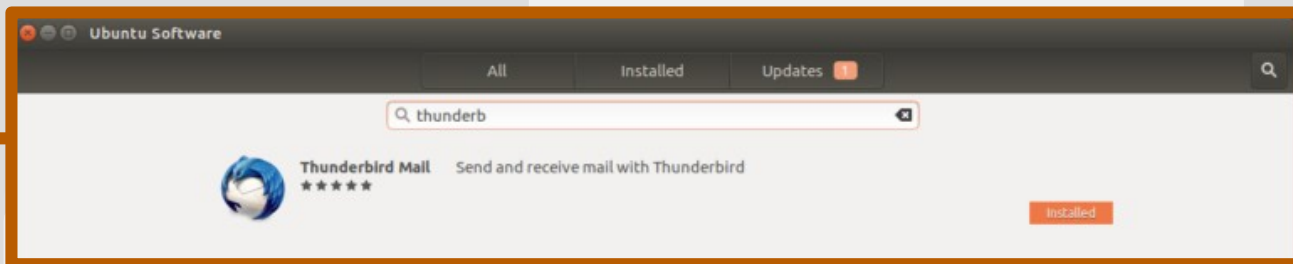 Ubuntu Software
All Installed Updates 1
thunderb
Thunderbird Mail Send and receive mail with Thunderbird
Installed